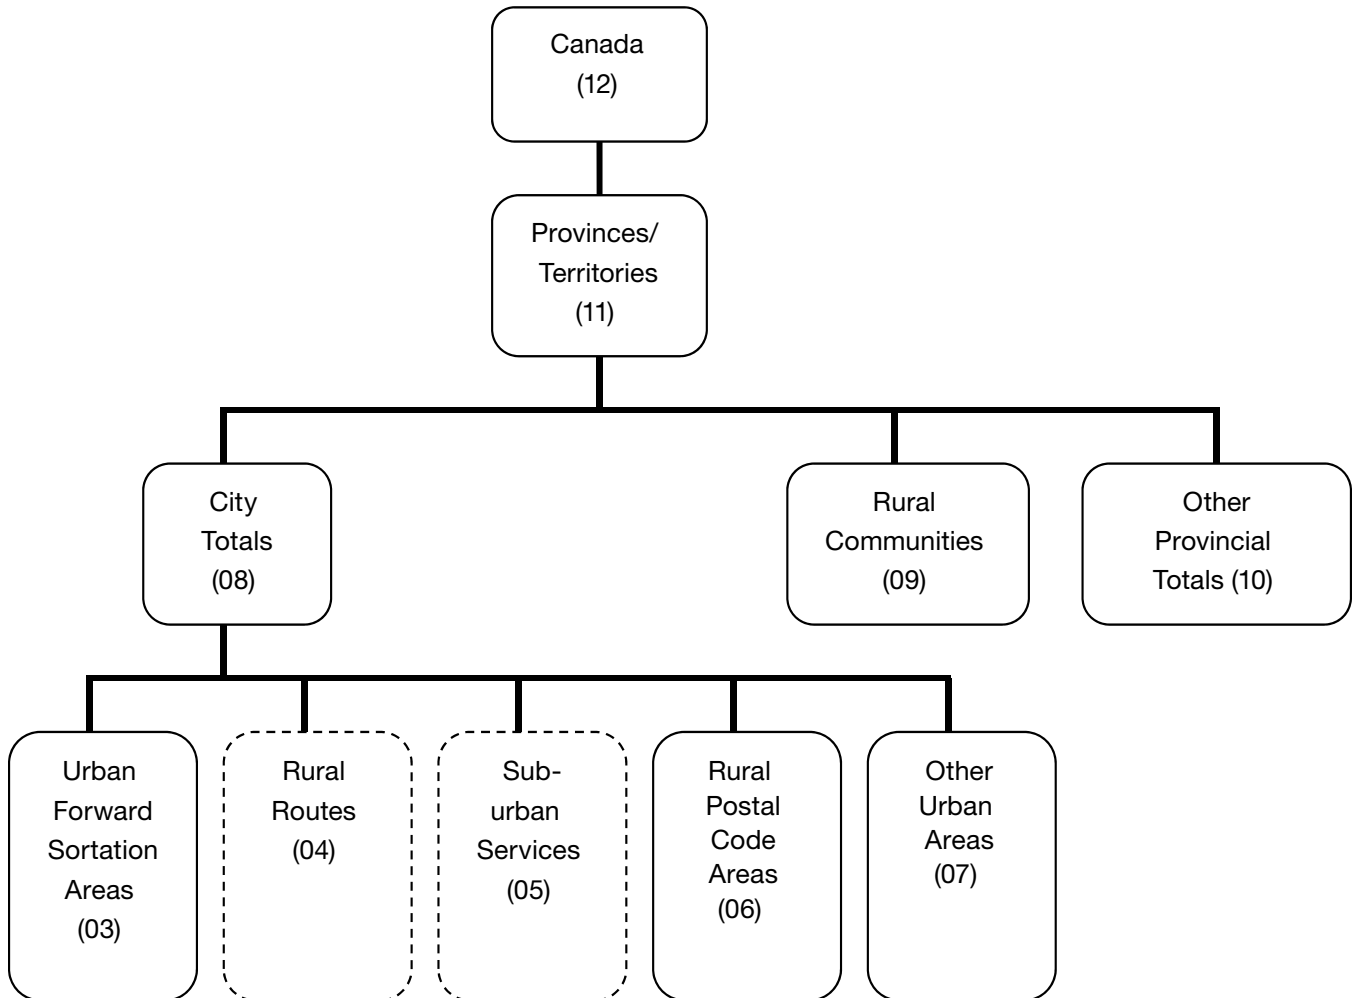 Canada
(12)
Provinces/
Territories
(11)
City
Totals
(08)
Rural
Communities
(09)
Other
Provincial
Totals (10)
Urban
Forward
Sortation
Areas
(03)
Rural
Routes
(04)
Sub-
urban
Services
(05)
Rural
Postal
Code
Areas
(06)
Other
Urban
Areas
(07)